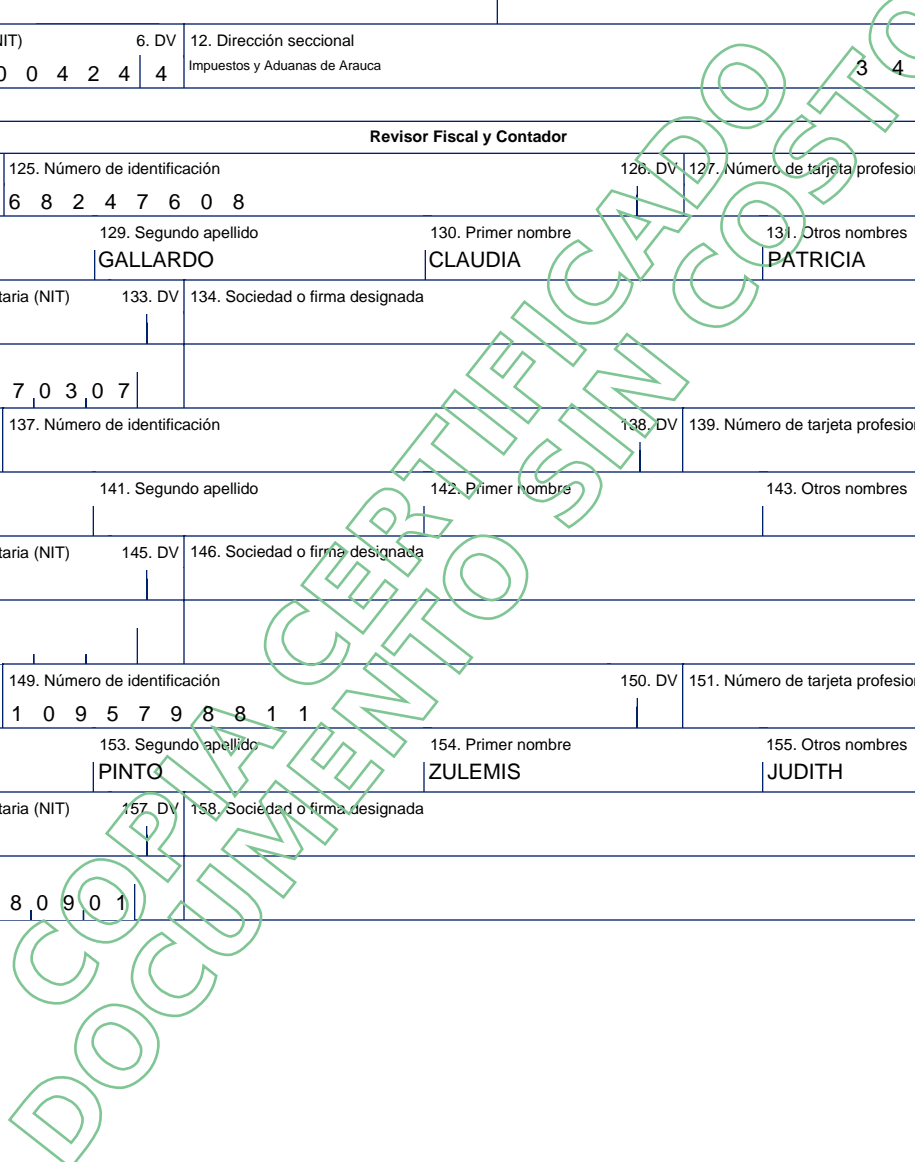 NIT) 6. DV 12. Dirección seccional
0 0 4 2 4 4 Impuestos y Aduanas de Arauca 3 4
Revisor Fiscal y Contador
125. Número de identificación 126. DV 127. Número de tarjeta profesion
6 8 2 4 7 6 0 8
129. Segundo apellido 130. Primer nombre 131. Otros nombres
GALLARDO CLAUDIA PATRICIA
taria (NIT) 133. DV 134. Sociedad o firma designada
7 0 3 0 7
137. Número de identificación 138. DV 139. Número de tarjeta profesion
141. Segundo apellido 142. Primer nombre 143. Otros nombres
taria (NIT) 145. DV 146. Sociedad o firma designada
149. Número de identificación 150. DV 151. Número de tarjeta profesion
1 0 9 5 7 9 8 8 1 1
153. Segundo apellido 154. Primer nombre 155. Otros nombres
PINTO ZULEMIS JUDITH
taria (NIT) 157. DV 158. Sociedad o firma designada
8 0 9 0 1
COPIA CERTIFICADO
DOCUMENTO SIN COSTO